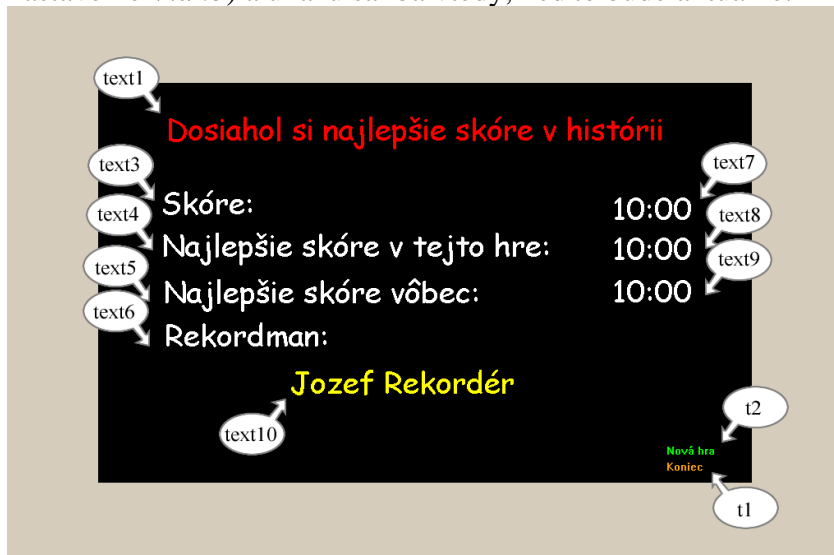 text1
Dosiahol si najlepšie skóre v histórii
text3
text7
Skóre:
10:00
text4
text8
Najlepšie skóre v tejto hre:
10:00
text5
text9
Najlepšie skóre vôbec:
10:00
text6
Rekordman:
Jozef Rekordér
text10
t2
Nová hra
Koniec
t1